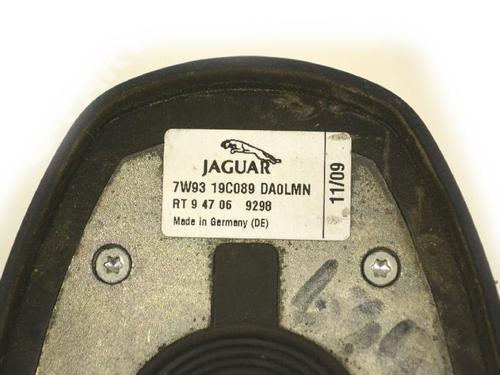 JAGUAR
7W93 19C089 DA0LMN
RT 9 47 06 9298
Made in Germany (DE)
11/09